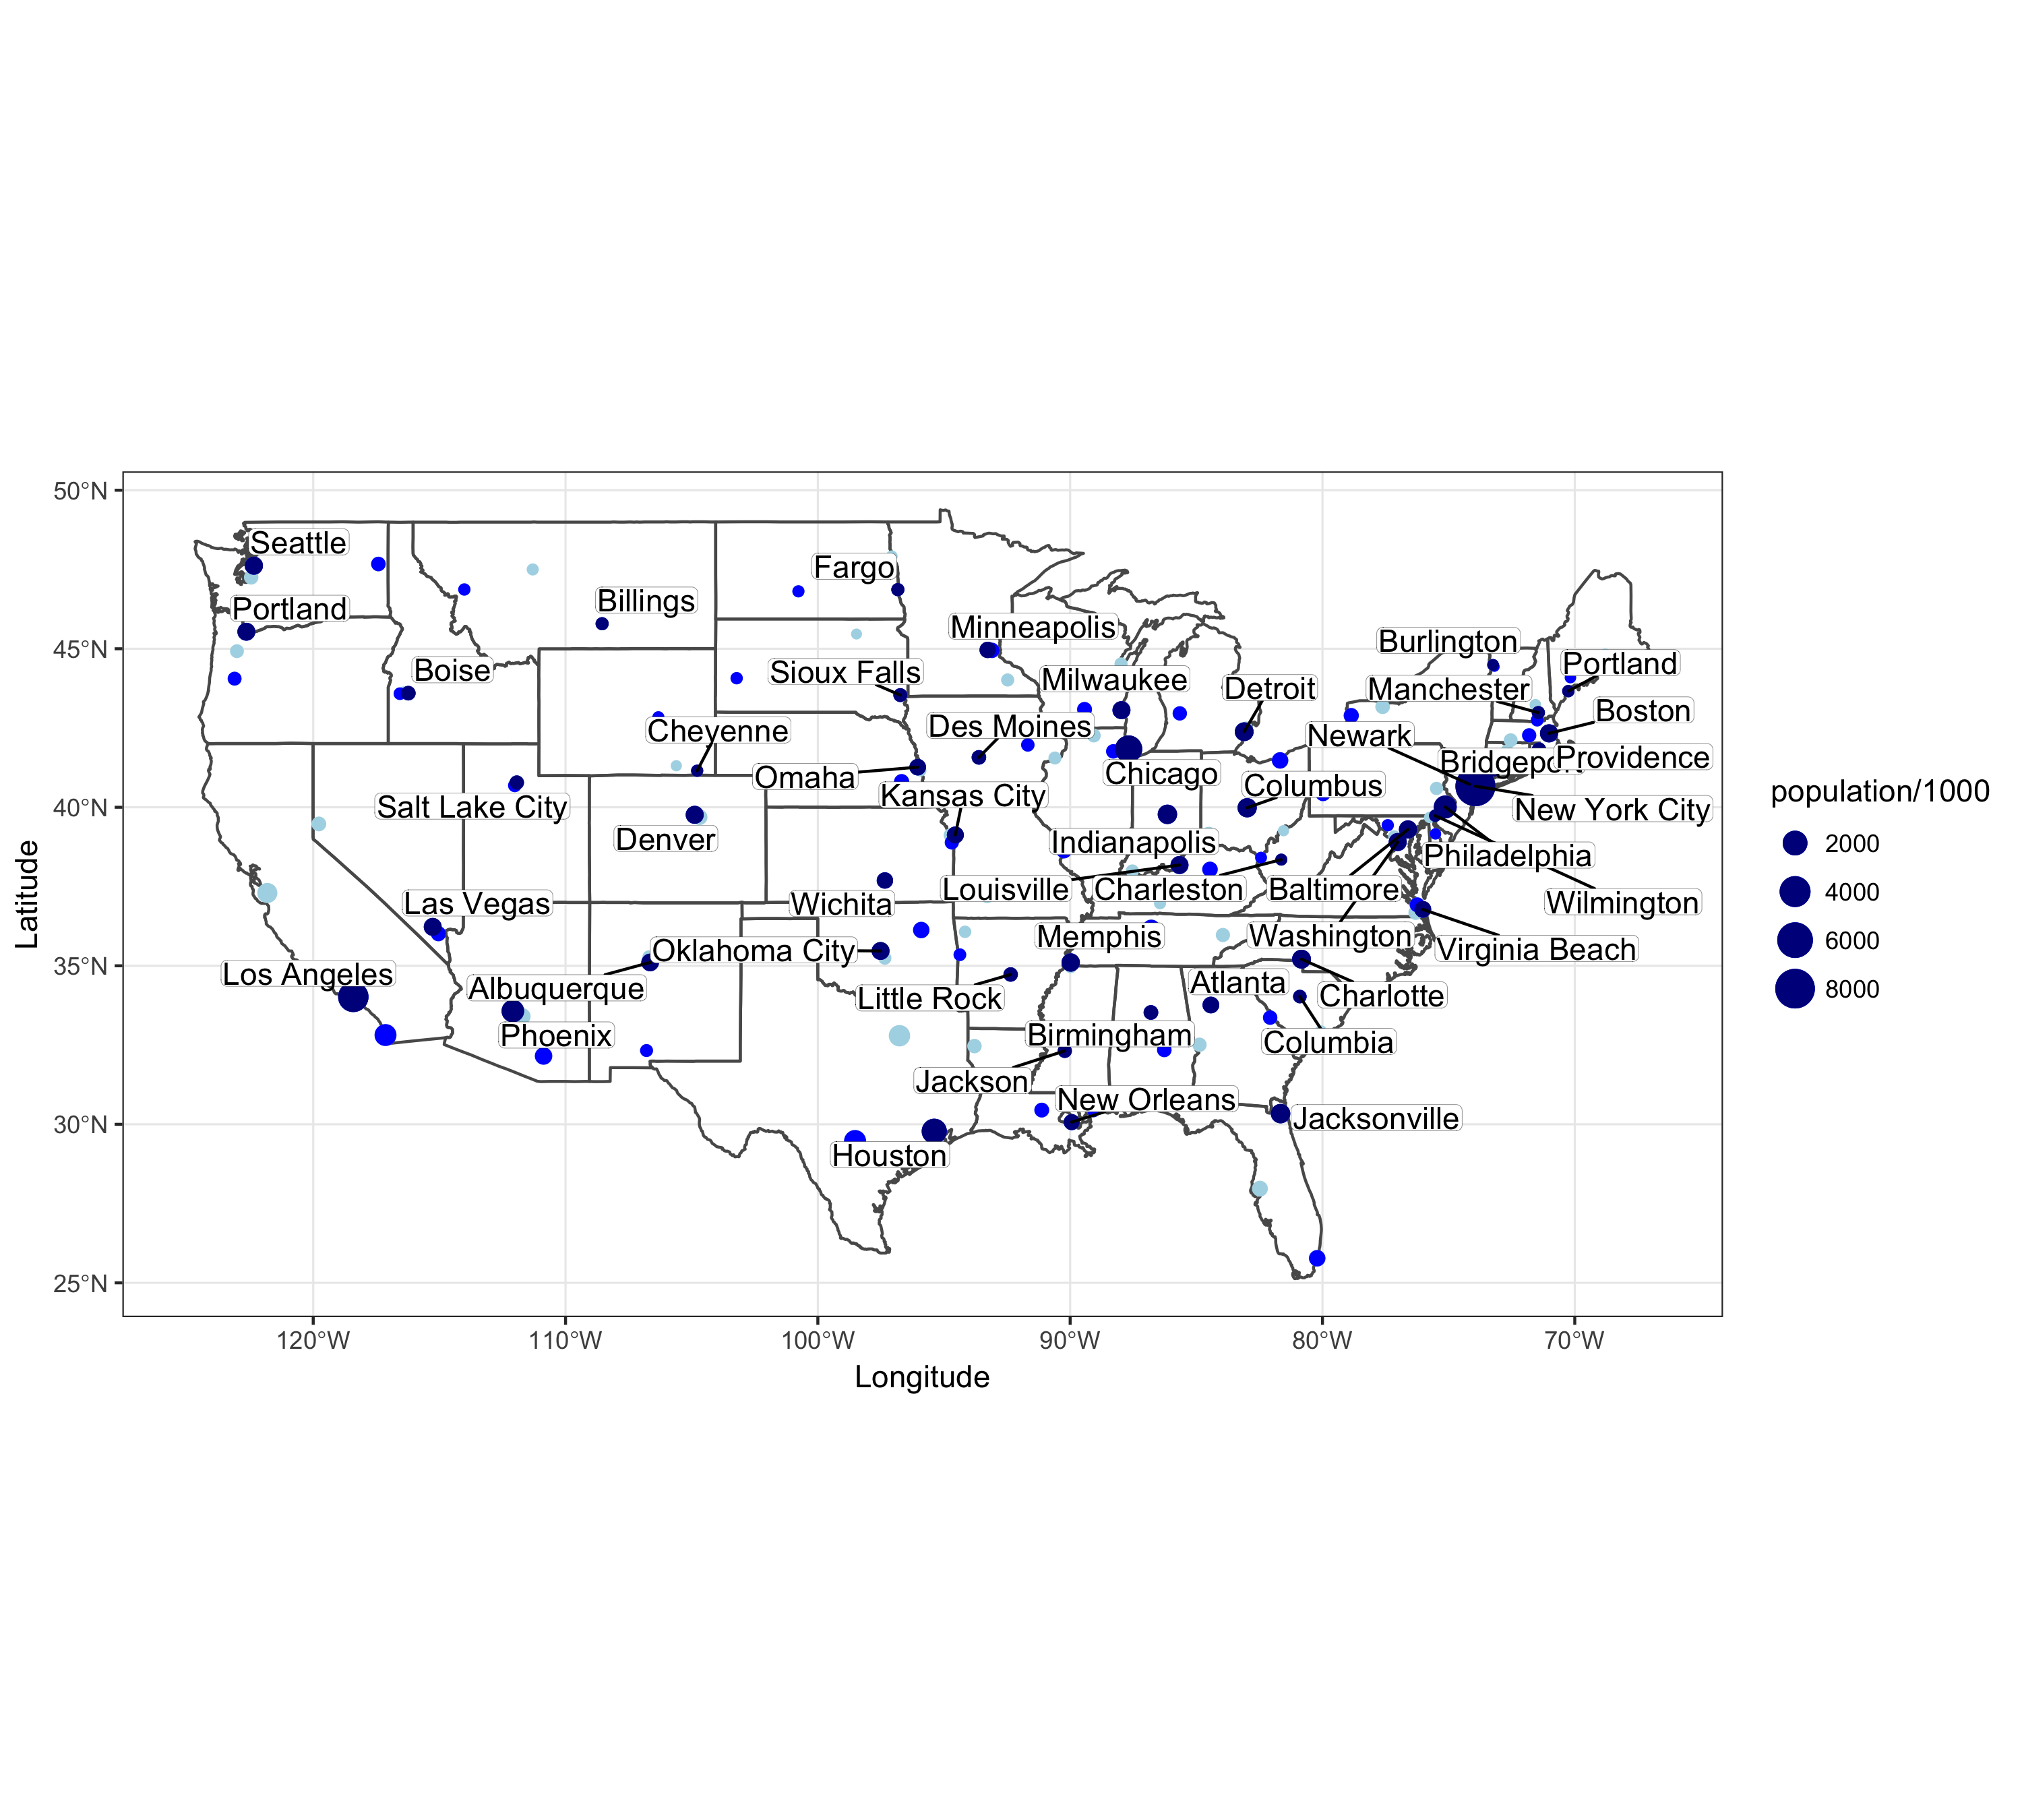 50°N
45°N
40°N
35°N
30°N
25°N
Latitude
Seattle
Fargo
Billings
Portland
Minneapolis
Burlington
Portland
Boise
Sioux Falls
Milwaukee
Detroit
Manchester
Boston
Cheyenne
Des Moines
Newark
Providence
Bridgepor
Omaha
Chicago
Columbus
Salt Lake City
Kansas City
New York City
Denver
Indianapolis
Philadelphia
Louisville
Charleston
Baltimore
Wilmington
Las Vegas
Wichita
Memphis
Washington
Virginia Beach
Oklahoma City
Los Angeles
Albuquerque
Little Rock
Atlanta
Charlotte
Phoenix
Birmingham
Columbia
Jackson
New Orleans
Jacksonville
Houston
120°W 110°W 100°W 90°W 80°W 70°W
Longitude
population/1000
2000
4000
6000
8000